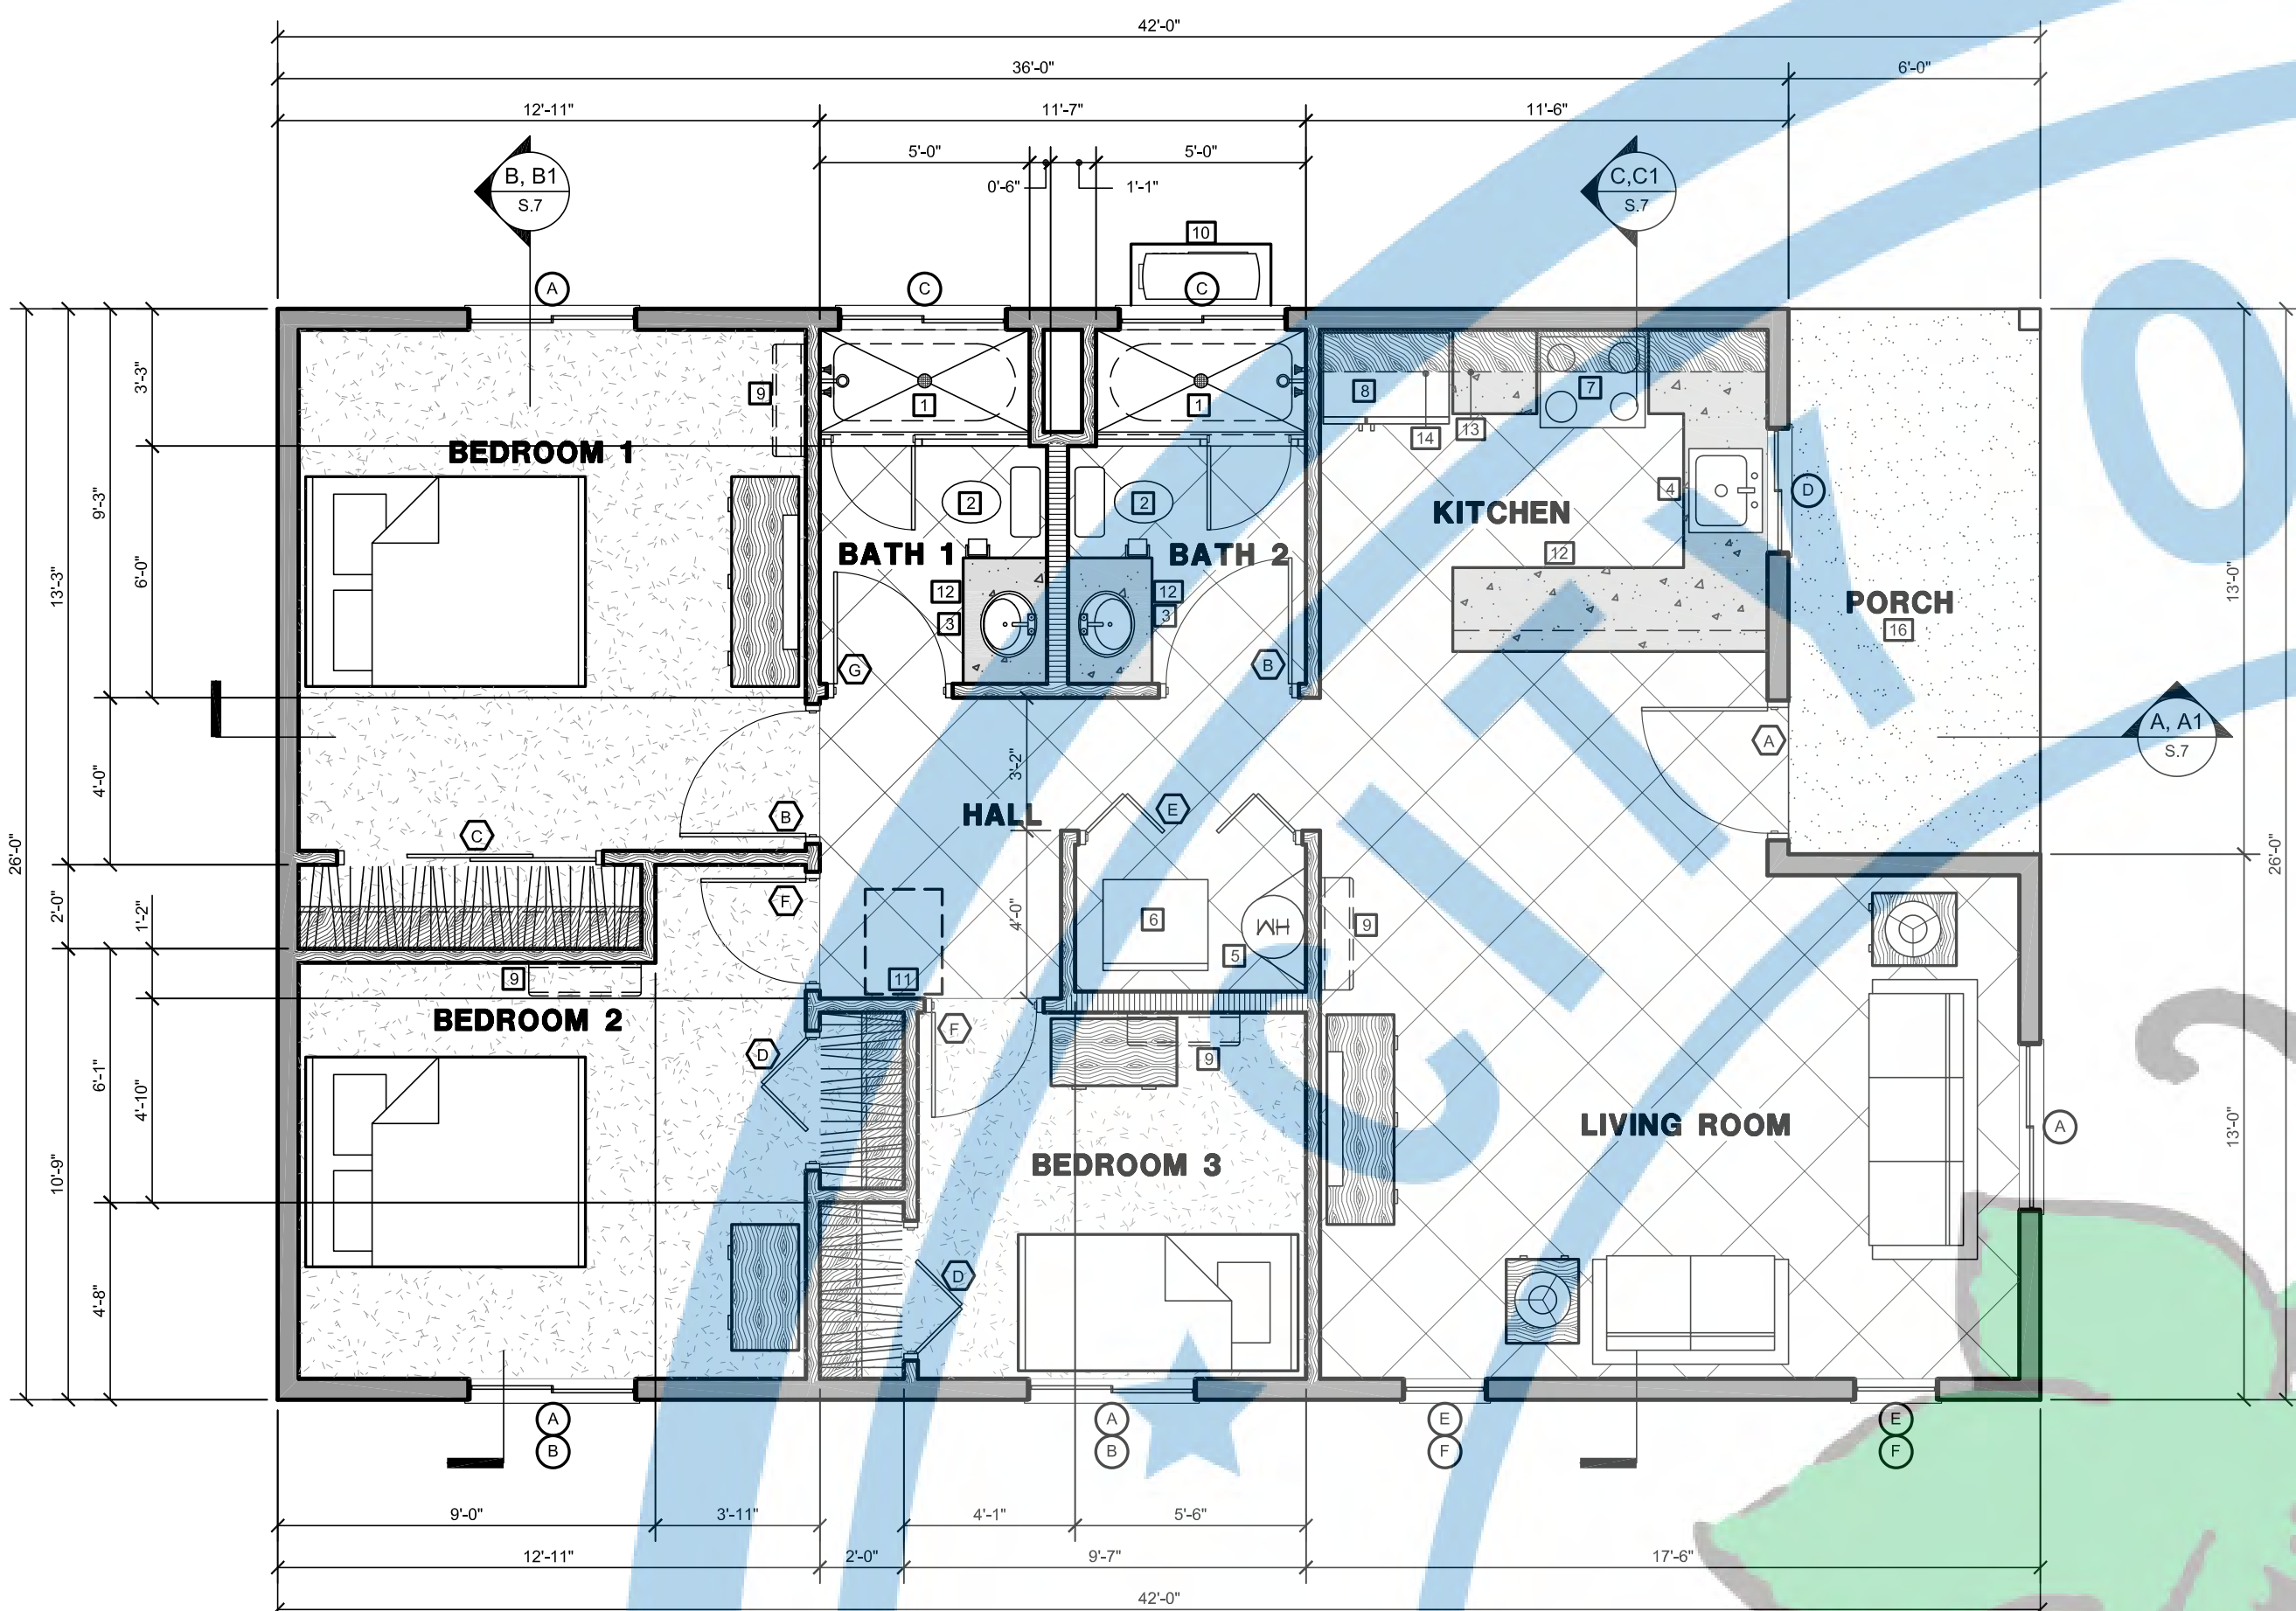 42'-0"
36'-0" 6'-0"
12'-11" 11'-7" 11'-6"
5'-0" 5'-0"
0'-6" 1'-1"
B, B1
S.7
C,C1
S.7
10
A C C
3'-3"
9'-3"
6'-0"
13'-3"
4'-0"
26'-0"
2'-0"
1'-2"
6'-1"
4'-10"
10'-9"
4'-8"
9 1 1 8 7
14 13
BEDROOM 1
2 2 4 D
KITCHEN
12
BATH 1 BATH 2
12 12
3 3
PORCH
16
13'-0"
G B
A
A, A1
S.7
3'-2"
HALL
E
B
C
F
4'-0"
6 WH 9
5
11
9
26'-0"
BEDROOM 2
F
D
9
BEDROOM 3
LIVING ROOM
A
13'-0"
D
A A E E
B B F F
9'-0" 3'-11" 4'-1" 5'-6"
12'-11" 2'-0" 9'-7" 17'-6"
42'-0"
CITY O